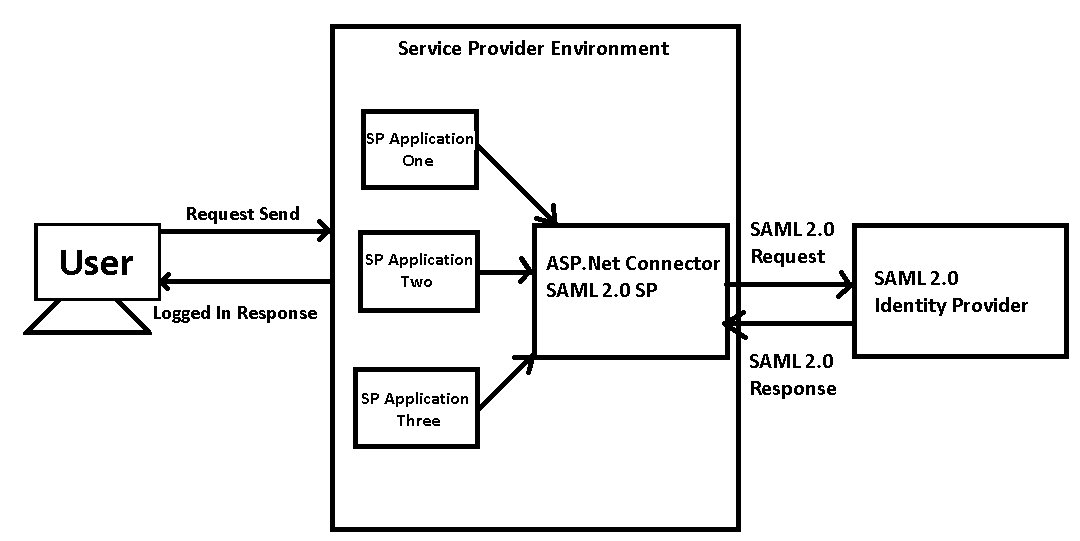 Service Provider Environment
SP Application
One
Request Send
User
SP Application
Two
Logged In Response
ASP.Net Connector
SAML 2.0 SP
SAML 2.0
Request
SAML 2.0
Identity Provider
SAML 2.0
Response
SP Application
Three